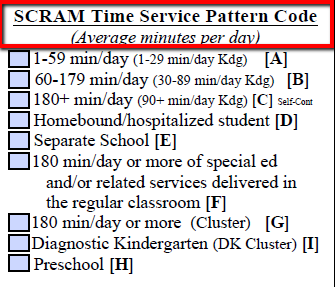 SCRAM Time Service Pattern Code
(Average minutes per day)
1-59 min/day (1-29 min/day Kdg) [A]
60-179 min/day (30-89 min/day Kdg) [B]
180+ min/day (90+ min/day Kdg) [C] Self-Cont
Homebound/hospitalized student [D]
Separate School [E]
180 min/day or more of special ed
and/or related services delivered in
the regular classroom [F]
180 min/day or more (Cluster) [G]
Diagnostic Kindergarten (DK Cluster) [I]
Preschool [H]